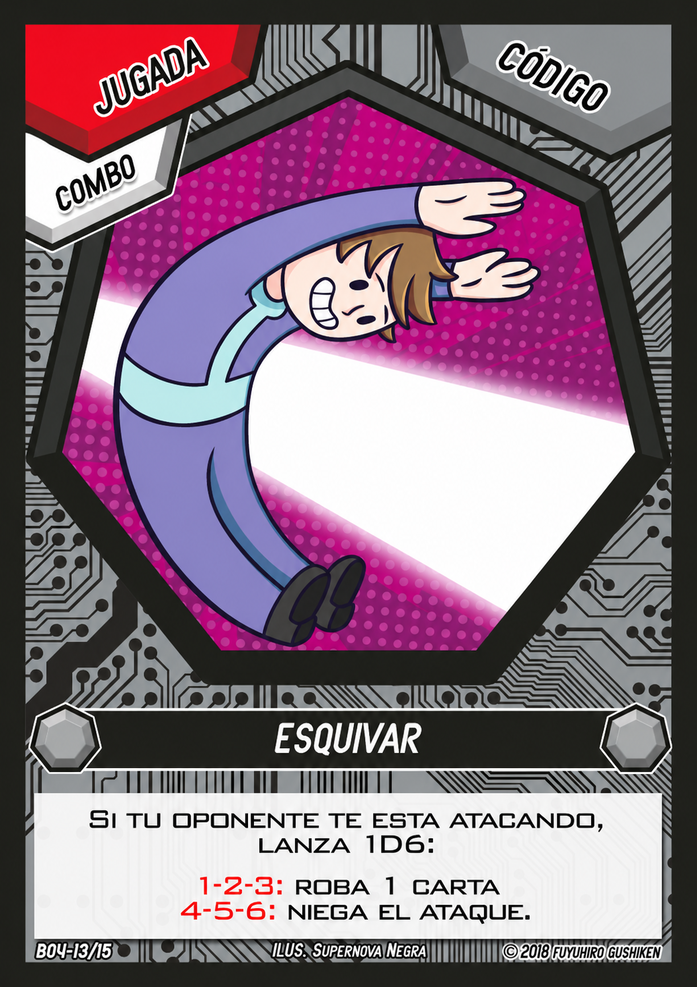 JUGADA
CÓDIGO
COMBO
ESQUIVAR
SI TU OPONENTE TE ESTA ATACANDO,
LANZA 1D6:
1-2-3: ROBA 1 CARTA
4-5-6: NIEGA EL ATAQUE.
B04-13/15
ILUS. SUPERNOVA NEGRA
© 2018 FUYUHIRO GUSHIKEN